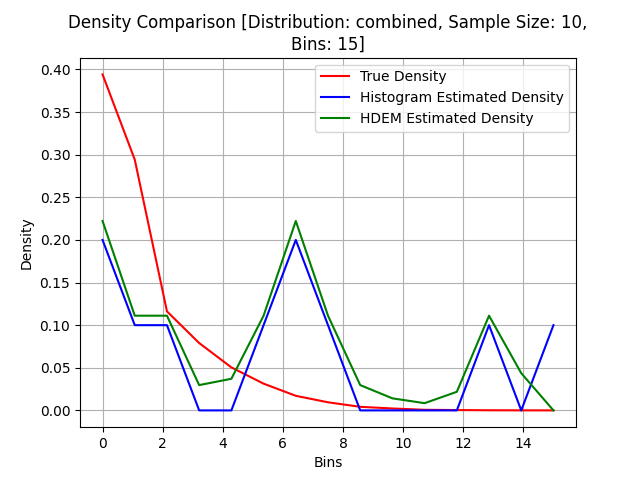 Density Comparison [Distribution: combined, Sample Size: 10,
Bins: 15]
True Density
Histogram Estimated Density
HDEM Estimated Density
0.40
0.35
0.30
0.25
0.20
0.15
0.10
0.05
0.00
Density
0 2 4 6 8 10 12 14
Bins